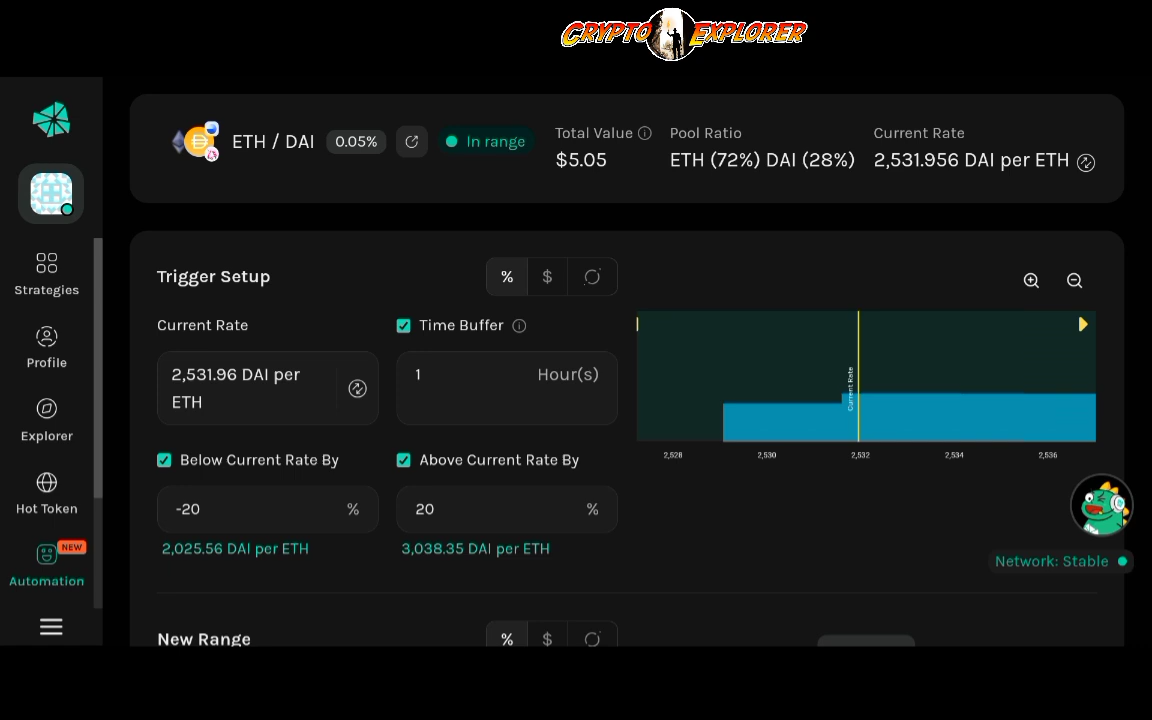 CRYPTO EXPLORER
ETH / DAI
0.05%
In range
Total Value
$5.05
Pool Ratio
ETH (72%) DAI (28%)
Current Rate
2,531.956 DAI per ETH
Strategies
Profile
Explorer
Hot Token
NEW
Automation
Trigger Setup
% $
Current Rate
2,531.96 DAI per
ETH
Time Buffer
1 Hour(s)
Below Current Rate By
-20 %
2,025.56 DAI per ETH
Above Current Rate By
20 %
3,038.35 DAI per ETH
Current Rate
2,528 2,530 2,532 2,534 2,536
Network: Stable
New Range
% $